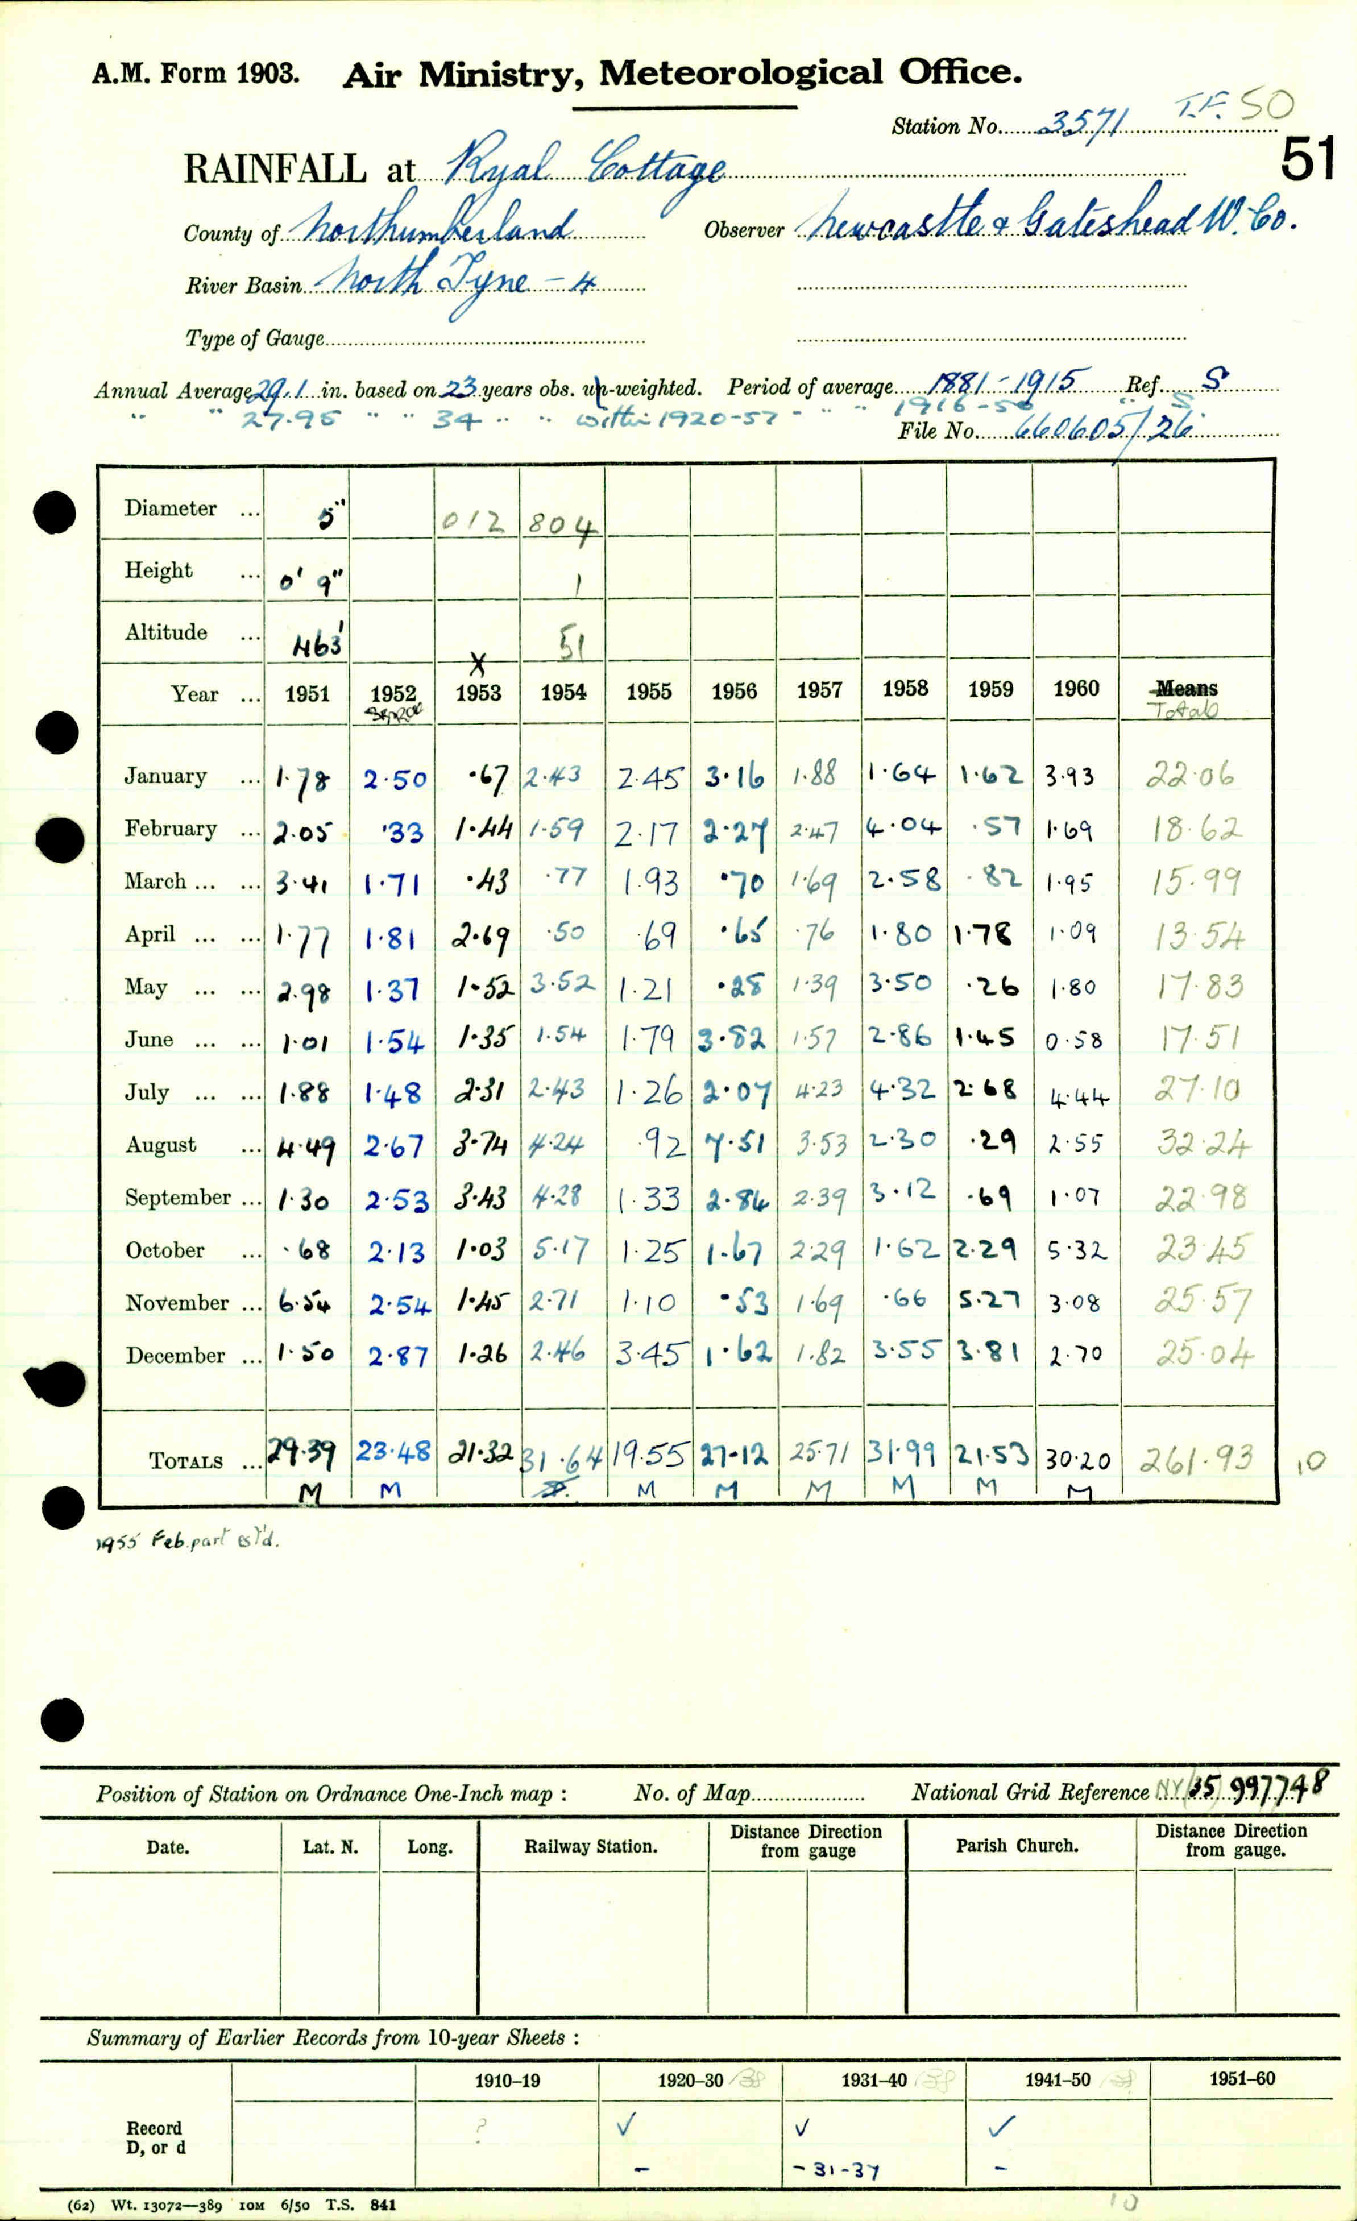 A.M. Form 1903. Air Ministry, Meteorological Office.
Station No. 3571 I.F. 50
51
RAINFALL at Ryal Cottage
County of Northumberland Observer Newcastle & Gateshead W. Co.
River Basin North Tyne - 4
Type of Gauge
Annual Average 29.1 in. based on 23 years obs. un-weighted. Period of average 1881-1915 Ref. S
" " 27.95 " " 34 " " within 1920-57 - " " 1916-50 " S
File No. 660605/26
Diameter ... 5" 012 804
Height ... 0' 9" 1
Altitude ... 463' 51
X
Year ... 1951 1952 1953 1954 1955 1956 1957 1958 1959 1960 Means
Total
January ... 1.78 2.50 .67 2.43 2.45 3.16 1.88 1.64 1.62 3.93 22.06
February ... 2.05 .33 1.44 1.59 2.17 2.27 2.47 4.04 .57 1.69 18.62
March ... ... 3.41 1.71 .43 .77 1.93 .70 1.69 2.58 .82 1.95 15.99
April ... ... 1.77 1.81 2.69 .50 .69 .65 .76 1.80 1.78 1.09 13.54
May ... ... 2.98 1.37 1.52 3.52 1.21 .28 1.39 3.50 .26 1.80 17.83
June ... ... 1.01 1.54 1.35 1.54 1.79 3.82 1.57 2.86 1.45 0.58 17.51
July ... ... 1.88 1.48 2.31 2.43 1.26 2.07 4.23 4.32 2.68 4.44 27.10
August ... 4.49 2.67 3.74 4.24 .92 7.51 3.53 2.30 .29 2.55 32.24
September ... 1.30 2.53 3.43 4.28 1.33 2.84 2.39 3.12 .69 1.07 22.98
October ... .68 2.13 1.03 5.17 1.25 1.67 2.29 1.62 2.29 5.32 23.45
November ... 6.54 2.54 1.45 2.71 1.10 .53 1.69 .66 5.27 3.08 25.57
December ... 1.50 2.87 1.26 2.46 3.45 1.62 1.82 3.55 3.81 2.70 25.04
TOTALS ... 29.39 23.48 21.32 31.64 19.55 27.12 25.71 31.99 21.53 30.20 261.93 10
M M M M M M M M
1955 Feb. part est'd.
Position of Station on Ordnance One-Inch map : No. of Map National Grid Reference NY (35) 997748
Date. Lat. N. Long. Railway Station. Distance from Direction gauge Parish Church. Distance from Direction gauge.
Summary of Earlier Records from 10-year Sheets :
1910–19 1920–30 1931–40 1941–50 1951–60
Record ? ✓ ✓ ✓
D, or d - - 31-37 -
(62) Wt. 13072—389 10M 6/50 T.S. 841
10